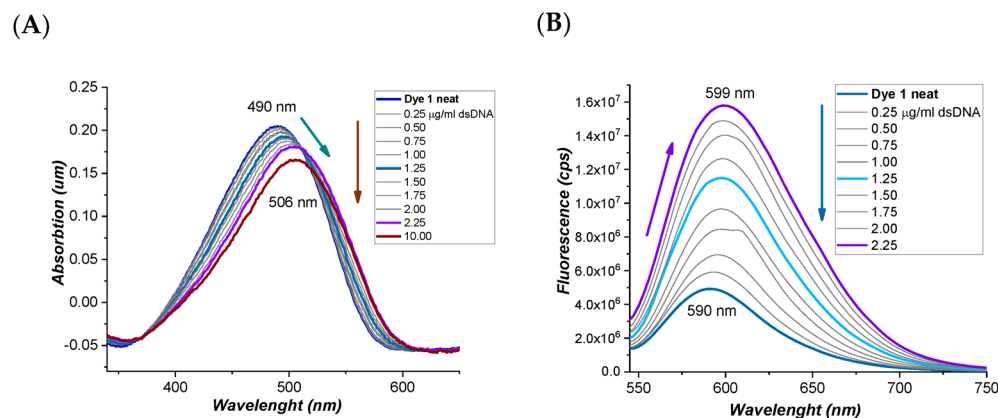 (A)
(B)
0.25
0.20
0.15
0.10
0.05
0.00
-0.05
Absorbtion (um)
400
500
600
Wavelenght (nm)
490 nm
506 nm
Dye 1 neat
0.25 µg/ml dsDNA
0.50
0.75
1.00
1.25
1.50
1.75
2.00
2.25
10.00
1.8x10⁷
1.6x10⁷
1.4x10⁷
1.2x10⁷
1.0x10⁷
8.0x10⁶
6.0x10⁶
4.0x10⁶
2.0x10⁶
0.0
Fluorescence (cps)
550
600
650
700
750
Wavelenght (nm)
599 nm
590 nm
Dye 1 neat
0.25 µg/ml dsDNA
0.50
0.75
1.00
1.25
1.50
1.75
2.00
2.25